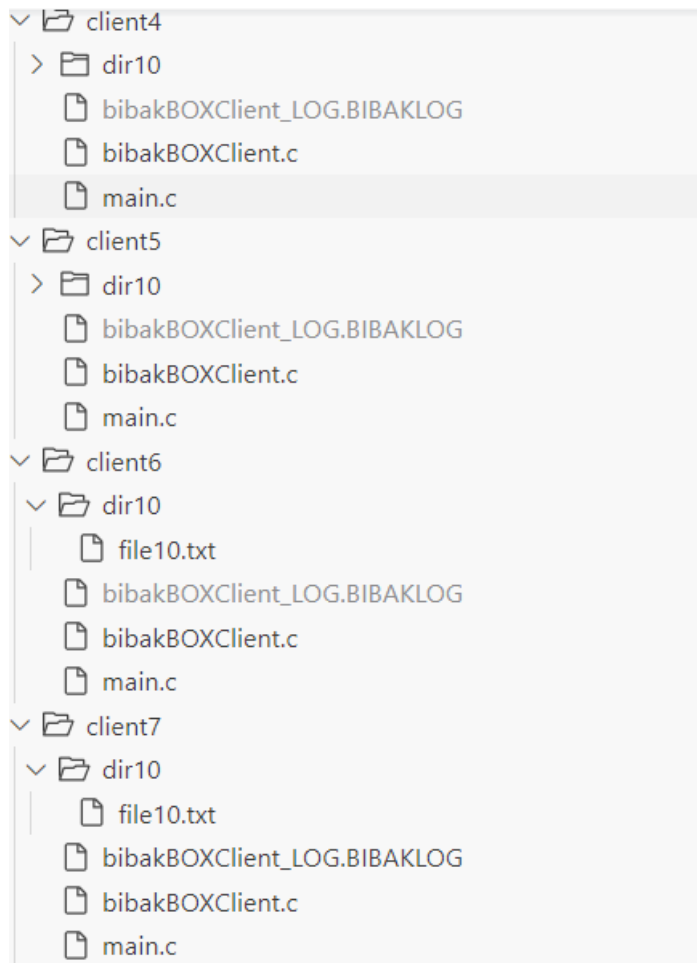 client4
dir10
bibakBOXClient_LOG.BIBAKLOG
bibakBOXClient.c
main.c
client5
dir10
bibakBOXClient_LOG.BIBAKLOG
bibakBOXClient.c
main.c
client6
dir10
file10.txt
bibakBOXClient_LOG.BIBAKLOG
bibakBOXClient.c
main.c
client7
dir10
file10.txt
bibakBOXClient_LOG.BIBAKLOG
bibakBOXClient.c
main.c